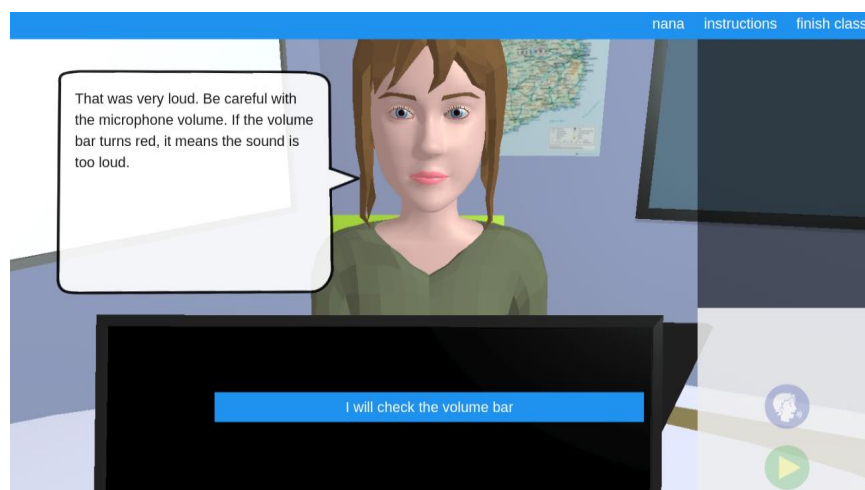 nana instructions finish class
That was very loud. Be careful with
the microphone volume. If the volume
bar turns red, it means the sound is
too loud.
I will check the volume bar